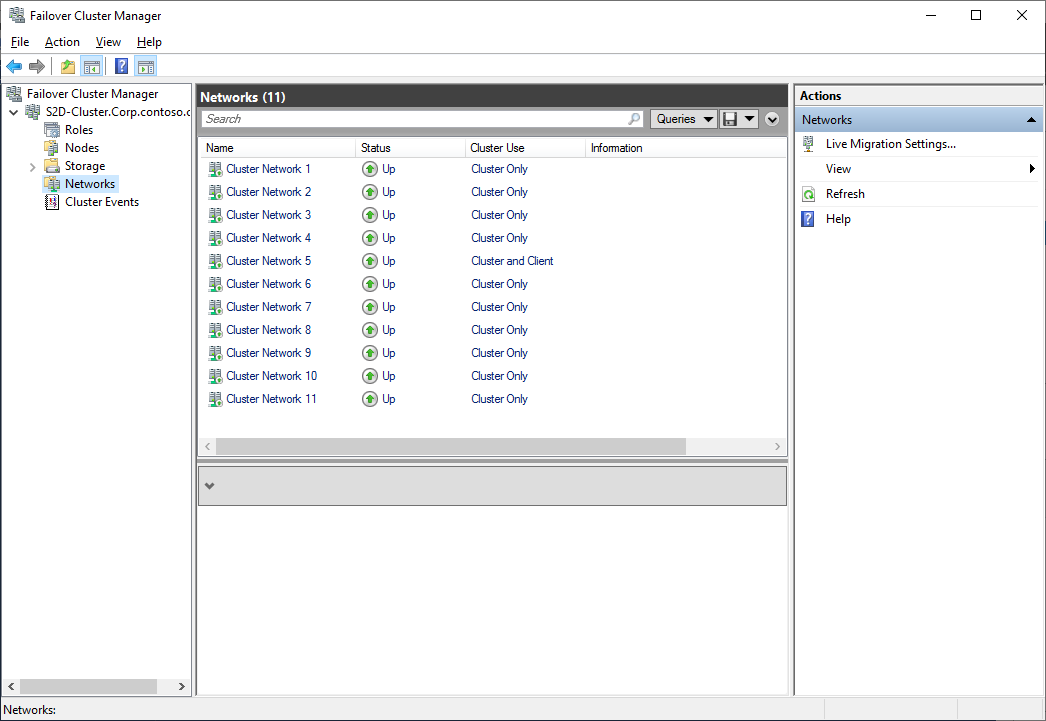 Failover Cluster Manager
File Action View Help
Failover Cluster Manager
S2D-Cluster.Corp.contoso.c
Roles
Nodes
Storage
Networks
Cluster Events
Networks (11)
Search
Queries
Name Status Cluster Use Information
Cluster Network 1 Up Cluster Only
Cluster Network 2 Up Cluster Only
Cluster Network 3 Up Cluster Only
Cluster Network 4 Up Cluster Only
Cluster Network 5 Up Cluster and Client
Cluster Network 6 Up Cluster Only
Cluster Network 7 Up Cluster Only
Cluster Network 8 Up Cluster Only
Cluster Network 9 Up Cluster Only
Cluster Network 10 Up Cluster Only
Cluster Network 11 Up Cluster Only
Actions
Networks
Live Migration Settings...
View
Refresh
Help
Networks: